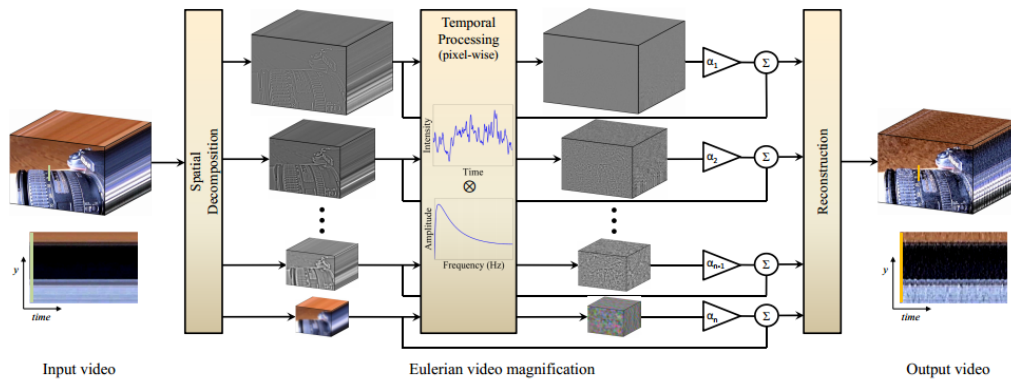 Spatial
Decomposition
Temporal
Processing
(pixel-wise)
Intensity
Time
⊗
Amplitude
Frequency (Hz)
α1
Σ
α2
Σ
αn-1
Σ
αn
Σ
Reconstruction
y
time
y
time
Input video
Eulerian video magnification
Output video